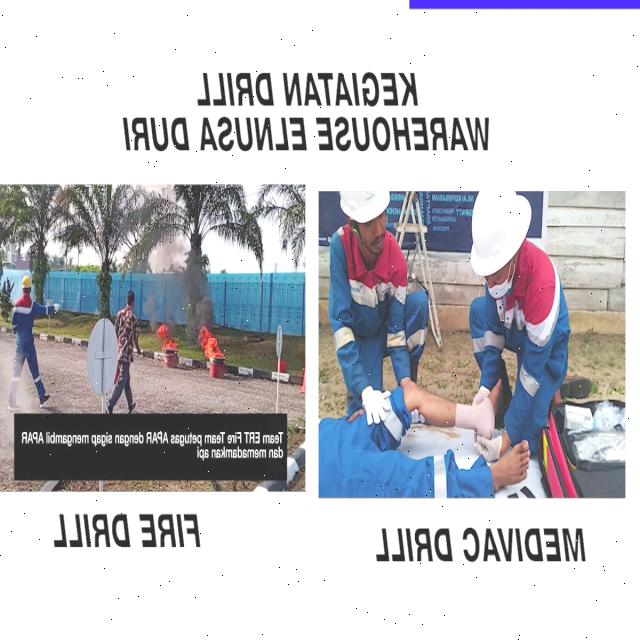 KEGIATAN DRILL
WAREHOUSE ELNUSA DURI
Team ERT Fire Team petugas APAR dengan sigap mengambil APAR
dan memadamkan api
MEDIVAC DRILL
FIRE DRILL